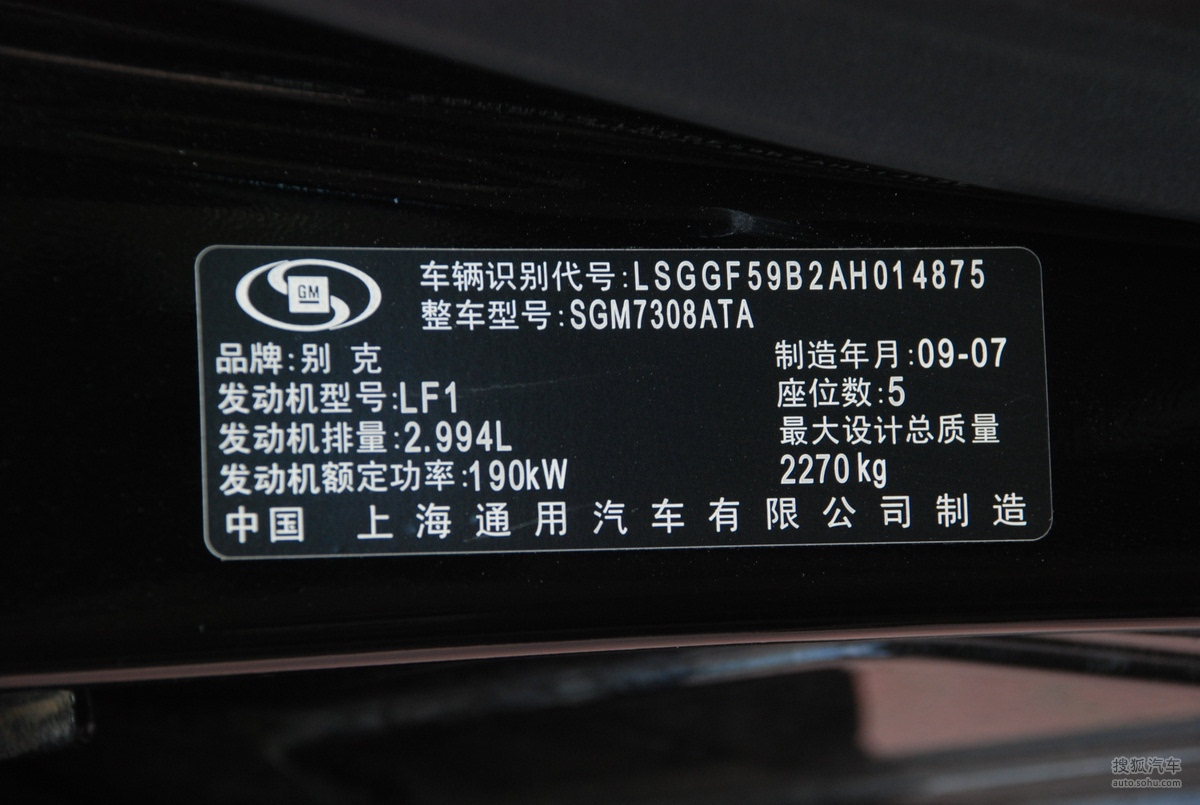 GM
车辆识别代号:LSGGF59B2AH014875
整车型号:SGM7308ATA
品牌:别 克
制造年月:09-07
发动机型号:LF1
座位数:5
发动机排量:2.994L
最大设计总质量
发动机额定功率:190kW
2270kg
中国 上海通用汽车有限公司制造
搜狐汽车
auto.sohu.com